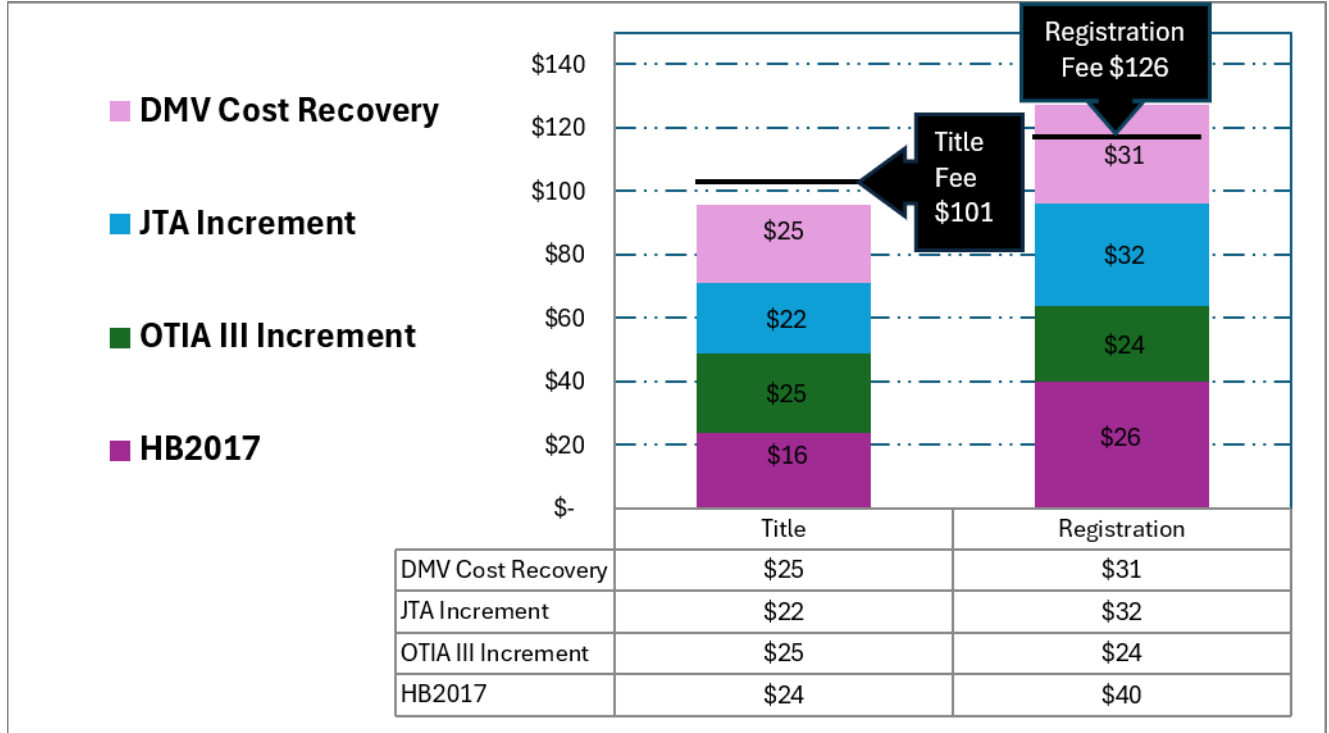 DMV Cost Recovery
JTA Increment
OTIA III Increment
HB2017
$140
$120
$100
$80
$60
$40
$20
$-
Registration
Fee $126
Title
Fee
$101
$25
$22
$25
$16
$31
$32
$24
$26
Title Registration
DMV Cost Recovery $25 $31
JTA Increment $22 $32
OTIA III Increment $25 $24
HB2017 $24 $40